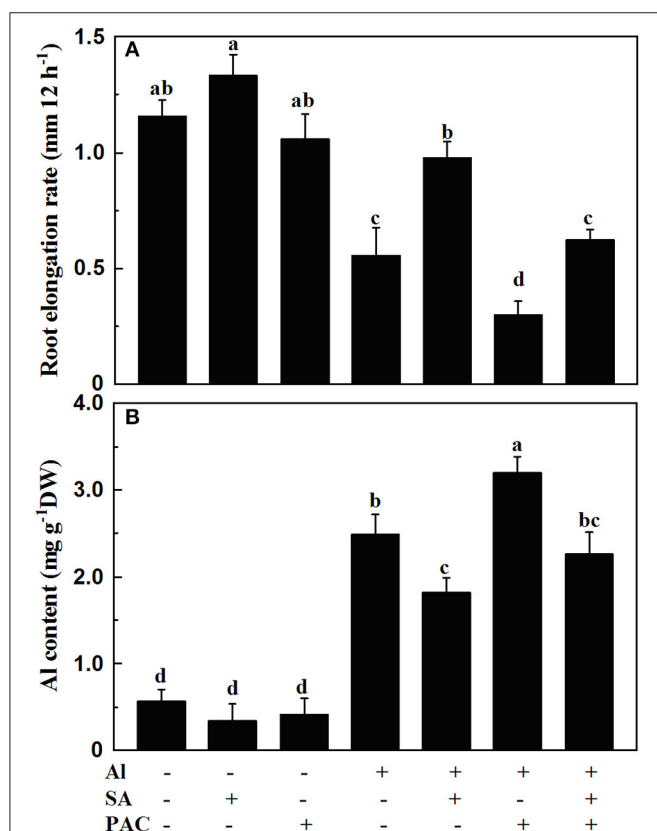 A
Root elongation rate (mm 12 h⁻¹)
1.5
1.0
0.5
0
ab
a
ab
c
b
d
c
B
Al content (mg g⁻¹DW)
4.0
3.0
2.0
1.0
0
d
d
d
b
c
a
bc
Al - - - + + + +
SA - + - - + - +
PAC - - + - - + +